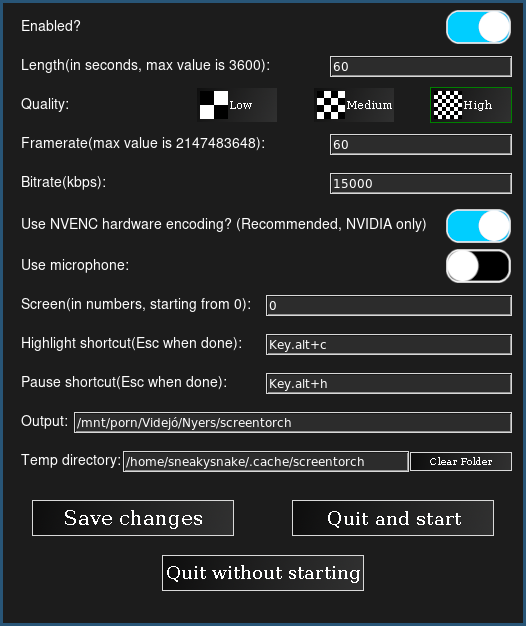 Enabled?
Length(in seconds, max value is 3600): 60
Quality: Low Medium High
Framerate(max value is 2147483648): 60
Bitrate(kbps): 15000
Use NVENC hardware encoding? (Recommended, NVIDIA only)
Use microphone:
Screen(in numbers, starting from 0): 0
Highlight shortcut(Esc when done): Key.alt+c
Pause shortcut(Esc when done): Key.alt+h
Output: /mnt/porn/Videjó/Nyers/screentorch
Temp directory: /home/sneakysnake/.cache/screentorch Clear Folder
Save changes Quit and start
Quit without starting